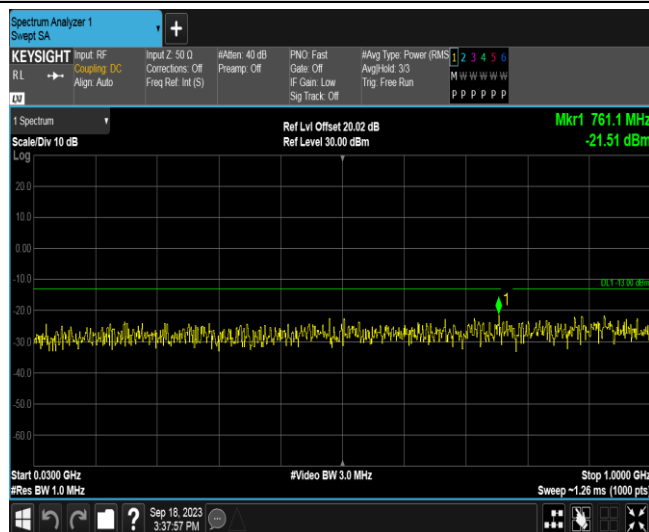 Spectrum Analyzer 1
Swept SA
+
KEYSIGHT
RL
LXI
Input: RF
Coupling: DC
Align: Auto
Input Z: 50 Ω
Corrections: Off
Freq Ref: Int (S)
#Atten: 40 dB
Preamp: Off
PNO: Fast
Gate: Off
IF Gain: Low
Sig Track: Off
#Avg Type: Power (RMS
Avg|Hold: 3/3
Trig: Free Run
1 2 3 4 5 6
M W W W W W
P P P P P P
1 Spectrum
Scale/Div 10 dB
Log
Ref Lvl Offset 20.02 dB
Ref Level 30.00 dBm
Mkr1 761.1 MHz
-21.51 dBm
20.0
10.0
0.00
-10.0
-20.0
-30.0
-40.0
-50.0
-60.0
DL1 -13.00 dBm
1
Start 0.0300 GHz
#Res BW 1.0 MHz
#Video BW 3.0 MHz
Stop 1.0000 GHz
Sweep ~1.26 ms (1000 pts)
?
Sep 18, 2023
3:37:57 PM